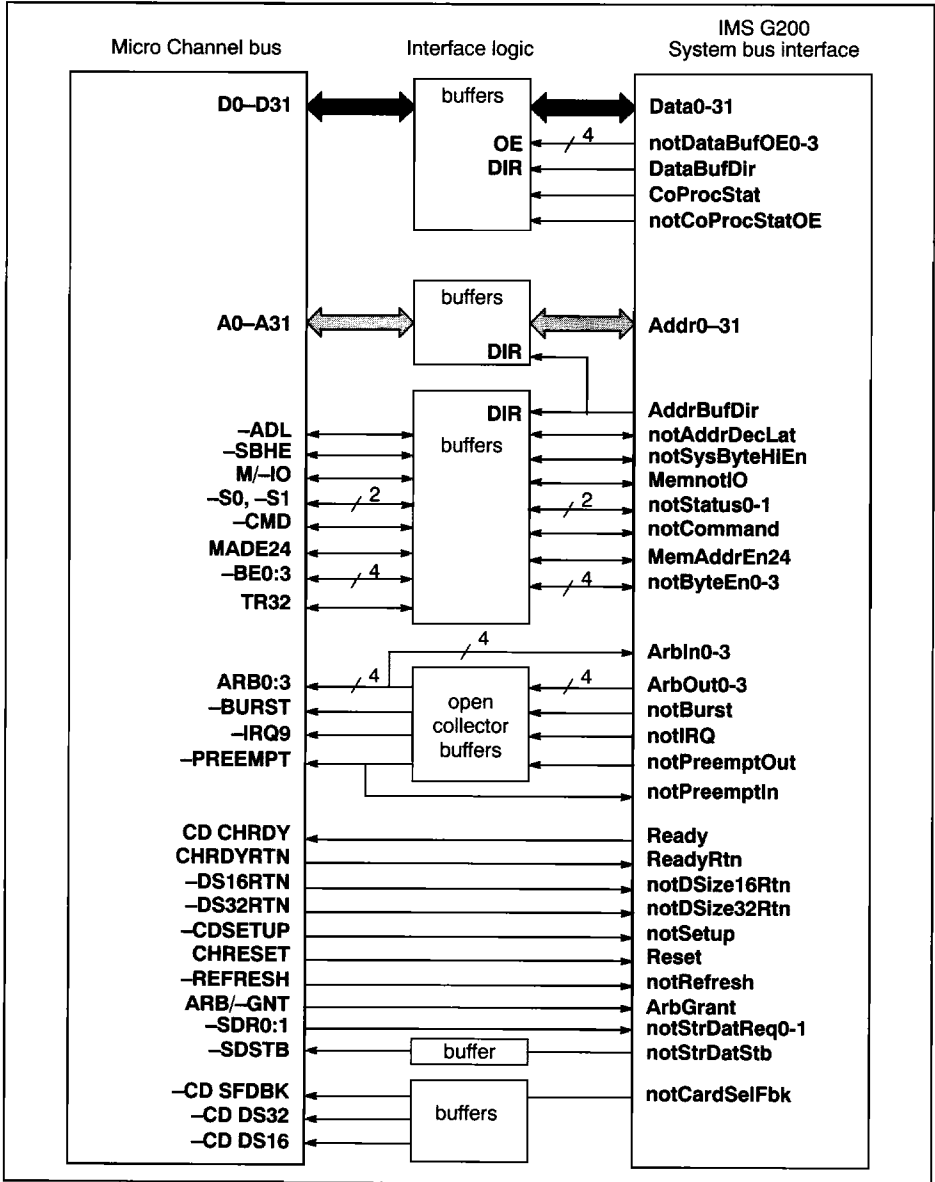 Micro Channel bus
Interface logic
IMS G200
System bus interface
D0–D31
buffers
Data0-31
OE
4
notDataBufOE0-3
DIR
DataBufDir
CoProcStat
notCoProcStatOE
A0–A31
buffers
Addr0–31
DIR
DIR
AddrBufDir
buffers
–ADL
notAddrDecLat
–SBHE
notSysByteHiEn
M/–IO
MemnotIO
–S0, –S1
2
2
notStatus0-1
–CMD
notCommand
MADE24
MemAddrEn24
–BE0:3
4
4
notByteEn0-3
TR32
4
ArbIn0-3
ARB0:3
4
4
ArbOut0-3
open
collector
buffers
–BURST
notBurst
–IRQ9
notIRQ
–PREEMPT
notPreemptOut
notPreemptIn
CD CHRDY
Ready
CHRDYRTN
ReadyRtn
–DS16RTN
notDSize16Rtn
–DS32RTN
notDSize32Rtn
–CDSETUP
notSetup
CHRESET
Reset
–REFRESH
notRefresh
ARB/–GNT
ArbGrant
–SDR0:1
notStrDatReq0-1
–SDSTB
buffer
notStrDatStb
–CD SFDBK
notCardSelFbk
–CD DS32
buffers
–CD DS16